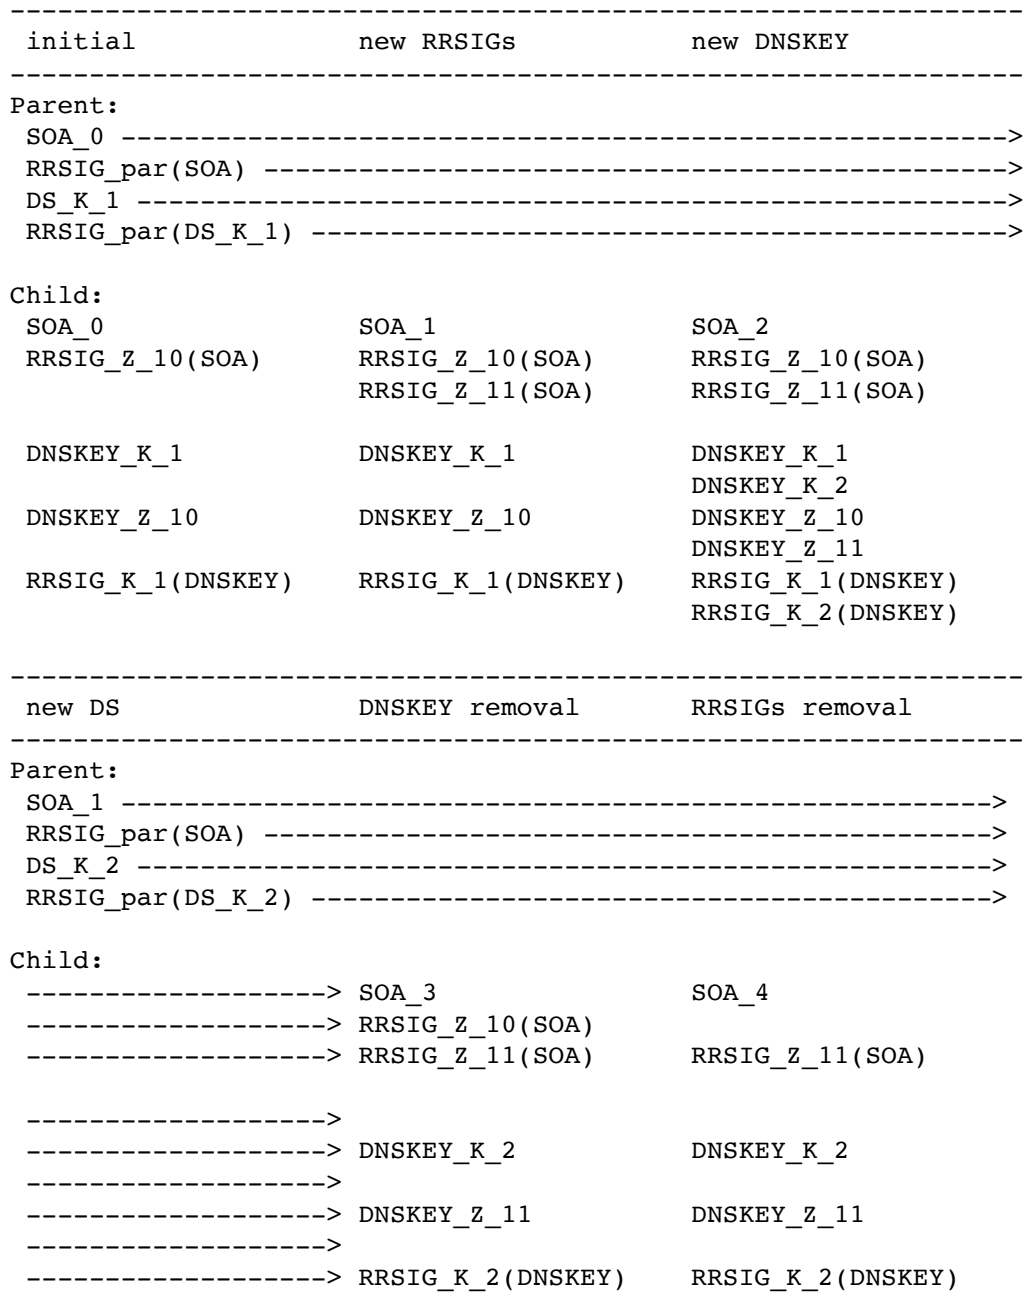 ----------------------------------------------------------------
 initial              new RRSIGs           new DNSKEY
----------------------------------------------------------------
Parent:
 SOA_0 -------------------------------------------------------->
 RRSIG_par(SOA) ----------------------------------------------->
 DS_K_1 ------------------------------------------------------->
 RRSIG_par(DS_K_1) -------------------------------------------->

Child:
 SOA_0                SOA_1                SOA_2
 RRSIG_Z_10(SOA)      RRSIG_Z_10(SOA)      RRSIG_Z_10(SOA)
                      RRSIG_Z_11(SOA)      RRSIG_Z_11(SOA)

 DNSKEY_K_1           DNSKEY_K_1           DNSKEY_K_1
                                           DNSKEY_K_2
 DNSKEY_Z_10          DNSKEY_Z_10          DNSKEY_Z_10
                                           DNSKEY_Z_11
 RRSIG_K_1(DNSKEY)    RRSIG_K_1(DNSKEY)    RRSIG_K_1(DNSKEY)
                                           RRSIG_K_2(DNSKEY)

----------------------------------------------------------------
 new DS               DNSKEY removal       RRSIGs removal
----------------------------------------------------------------
Parent:
 SOA_1 ------------------------------------------------------->
 RRSIG_par(SOA) ---------------------------------------------->
 DS_K_2 ------------------------------------------------------>
 RRSIG_par(DS_K_2) ------------------------------------------->

Child:
 -------------------> SOA_3                SOA_4
 -------------------> RRSIG_Z_10(SOA)
 -------------------> RRSIG_Z_11(SOA)      RRSIG_Z_11(SOA)

 ------------------->
 -------------------> DNSKEY_K_2           DNSKEY_K_2
 ------------------->
 -------------------> DNSKEY_Z_11          DNSKEY_Z_11
 ------------------->
 -------------------> RRSIG_K_2(DNSKEY)    RRSIG_K_2(DNSKEY)